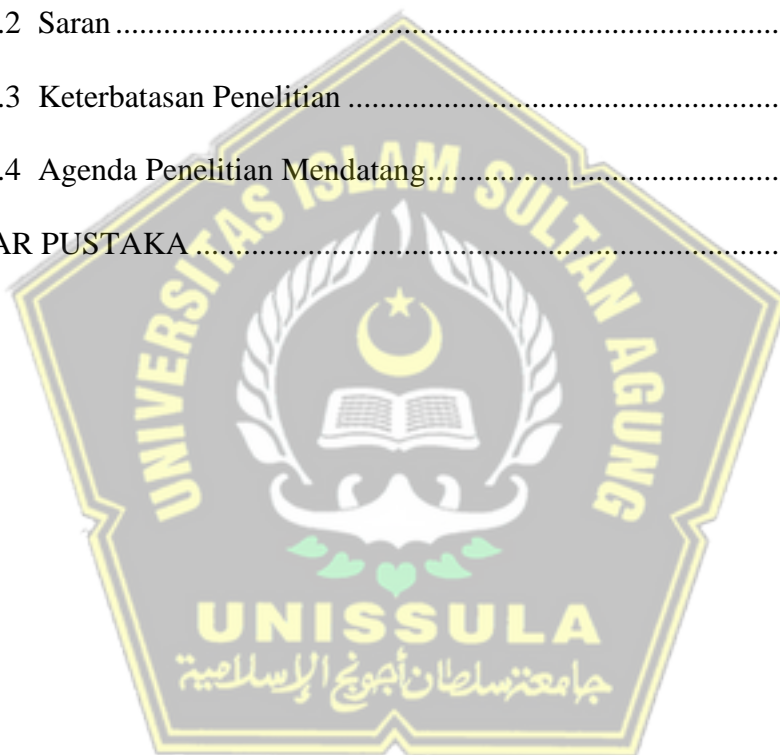 .2 Saran ........................................................................................
.3 Keterbatasan Penelitian ................................................................
.4 Agenda Penelitian Mendatang....................................................
AR PUSTAKA ................................................................................
UNIVERSITAS ISLAM SULTAN AGUNG
UNISSULA
جامعة سلطان أجونج الإسلامية